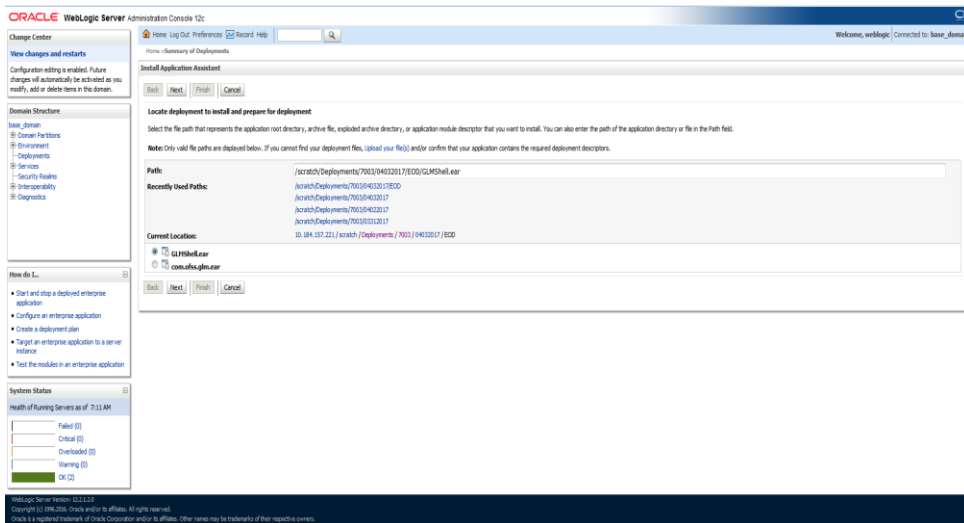 ORACLE WebLogic Server Administration Console 12c
Change Center
View changes and restarts
Configuration editing is enabled. Future
changes will automatically be activated as you
modify, add or delete items in this domain.
Domain Structure
base_domain
Domain Partitions
Environment
Deployments
Services
Security Realms
Interoperability
Diagnostics
How do I...
Start and stop a deployed enterprise
application
Configure an enterprise application
Create a deployment plan
Target an enterprise application to a server
instance
Test the modules in an enterprise application
System Status
Health of Running Servers as of 7:11 AM
Failed (0)
Critical (0)
Overloaded (0)
Warning (0)
OK (2)
Home Log Out Preferences Record Help
Welcome, weblogic Connected to: base_domai
Home >Summary of Deployments
Install Application Assistant
Back Next Finish Cancel
Locate deployment to install and prepare for deployment
Select the file path that represents the application root directory, archive file, exploded archive directory, or application module descriptor that you want to install. You can also enter the path of the application directory or file in the Path field.
Note: Only valid file paths are displayed below. If you cannot find your deployment files, Upload your file(s) and/or confirm that your application contains the required deployment descriptors.
Path: /scratch/Deployments/7003/04032017/EOD/GLMShell.ear
Recently Used Paths: /scratch/Deployments/7003/04032017/EOD
/scratch/Deployments/7003/04032017
/scratch/Deployments/7003/04022017
/scratch/Deployments/7003/03312017
Current Location: 10.184.157.221 / scratch / Deployments / 7003 / 04032017 / EOD
GLMShell.ear
com.ofss.glm.ear
Back Next Finish Cancel
WebLogic Server Version: 12.2.1.2.0
Copyright (c) 1996,2016, Oracle and/or its affiliates. All rights reserved.
Oracle is a registered trademark of Oracle Corporation and/or its affiliates. Other names may be trademarks of their respective owners.